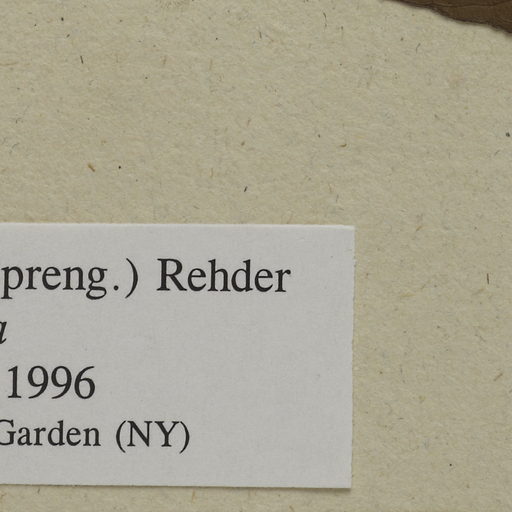 preng.) Rehder
a
1996
Garden (NY)